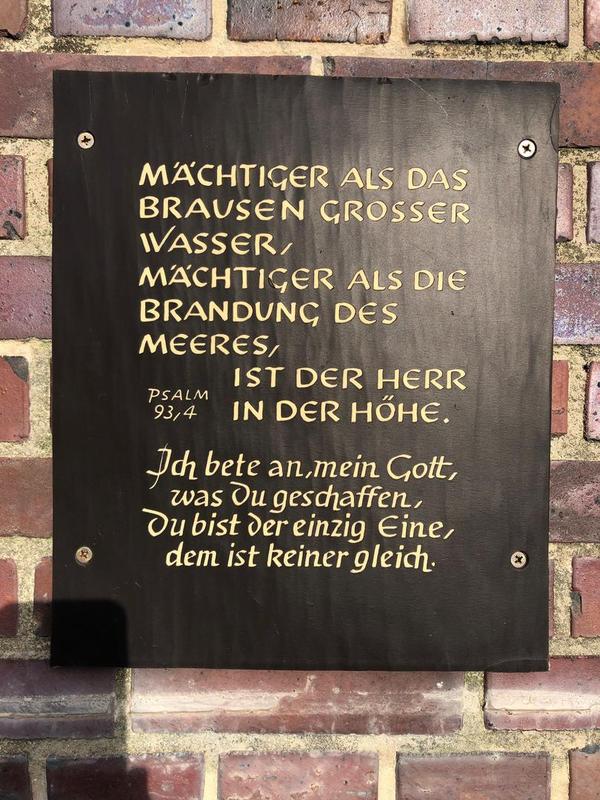 MÄCHTIGER ALS DAS
BRAUSEN GROSSER
WASSER,
MÄCHTIGER ALS DIE
BRANDUNG DES
MEERES,
IST DER HERR
PSALM
93,4
IN DER HÖHE.
Ich bete an, mein Gott,
was Du geschaffen,
Du bist der einzig Eine,
dem ist keiner gleich.